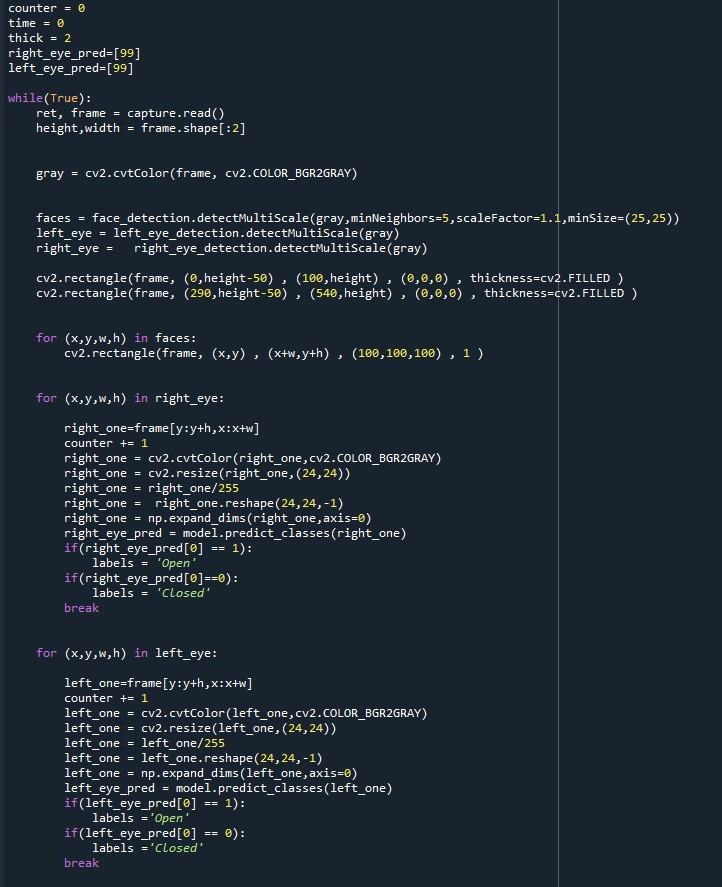 counter = 0
time = 0
thick = 2
right_eye_pred=[99]
left_eye_pred=[99]
while(True):
    ret, frame = capture.read()
    height,width = frame.shape[:2]
    gray = cv2.cvtColor(frame, cv2.COLOR_BGR2GRAY)
    faces = face_detection.detectMultiScale(gray,minNeighbors=5,scaleFactor=1.1,minSize=(25,25))
    left_eye = left_eye_detection.detectMultiScale(gray)
    right_eye =   right_eye_detection.detectMultiScale(gray)
    cv2.rectangle(frame, (0,height-50) , (100,height) , (0,0,0) , thickness=cv2.FILLED )
    cv2.rectangle(frame, (290,height-50) , (540,height) , (0,0,0) , thickness=cv2.FILLED )
    for (x,y,w,h) in faces:
        cv2.rectangle(frame, (x,y) , (x+w,y+h) , (100,100,100) , 1 )
    for (x,y,w,h) in right_eye:
        right_one=frame[y:y+h,x:x+w]
        counter += 1
        right_one = cv2.cvtColor(right_one,cv2.COLOR_BGR2GRAY)
        right_one = cv2.resize(right_one,(24,24))
        right_one = right_one/255
        right_one =  right_one.reshape(24,24,-1)
        right_one = np.expand_dims(right_one,axis=0)
        right_eye_pred = model.predict_classes(right_one)
        if(right_eye_pred[0] == 1):
            labels = 'Open'
        if(right_eye_pred[0]==0):
            labels = 'Closed'
        break
    for (x,y,w,h) in left_eye:
        left_one=frame[y:y+h,x:x+w]
        counter += 1
        left_one = cv2.cvtColor(left_one,cv2.COLOR_BGR2GRAY)
        left_one = cv2.resize(left_one,(24,24))
        left_one = left_one/255
        left_one = left_one.reshape(24,24,-1)
        left_one = np.expand_dims(left_one,axis=0)
        left_eye_pred = model.predict_classes(left_one)
        if(left_eye_pred[0] == 1):
            labels ='Open'
        if(left_eye_pred[0] == 0):
            labels ='Closed'
        break